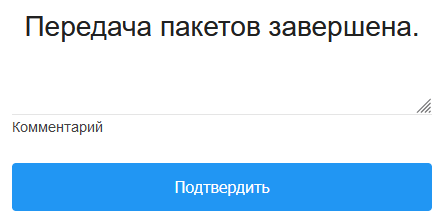 Передача пакетов завершена.
Комментарий
Подтвердить